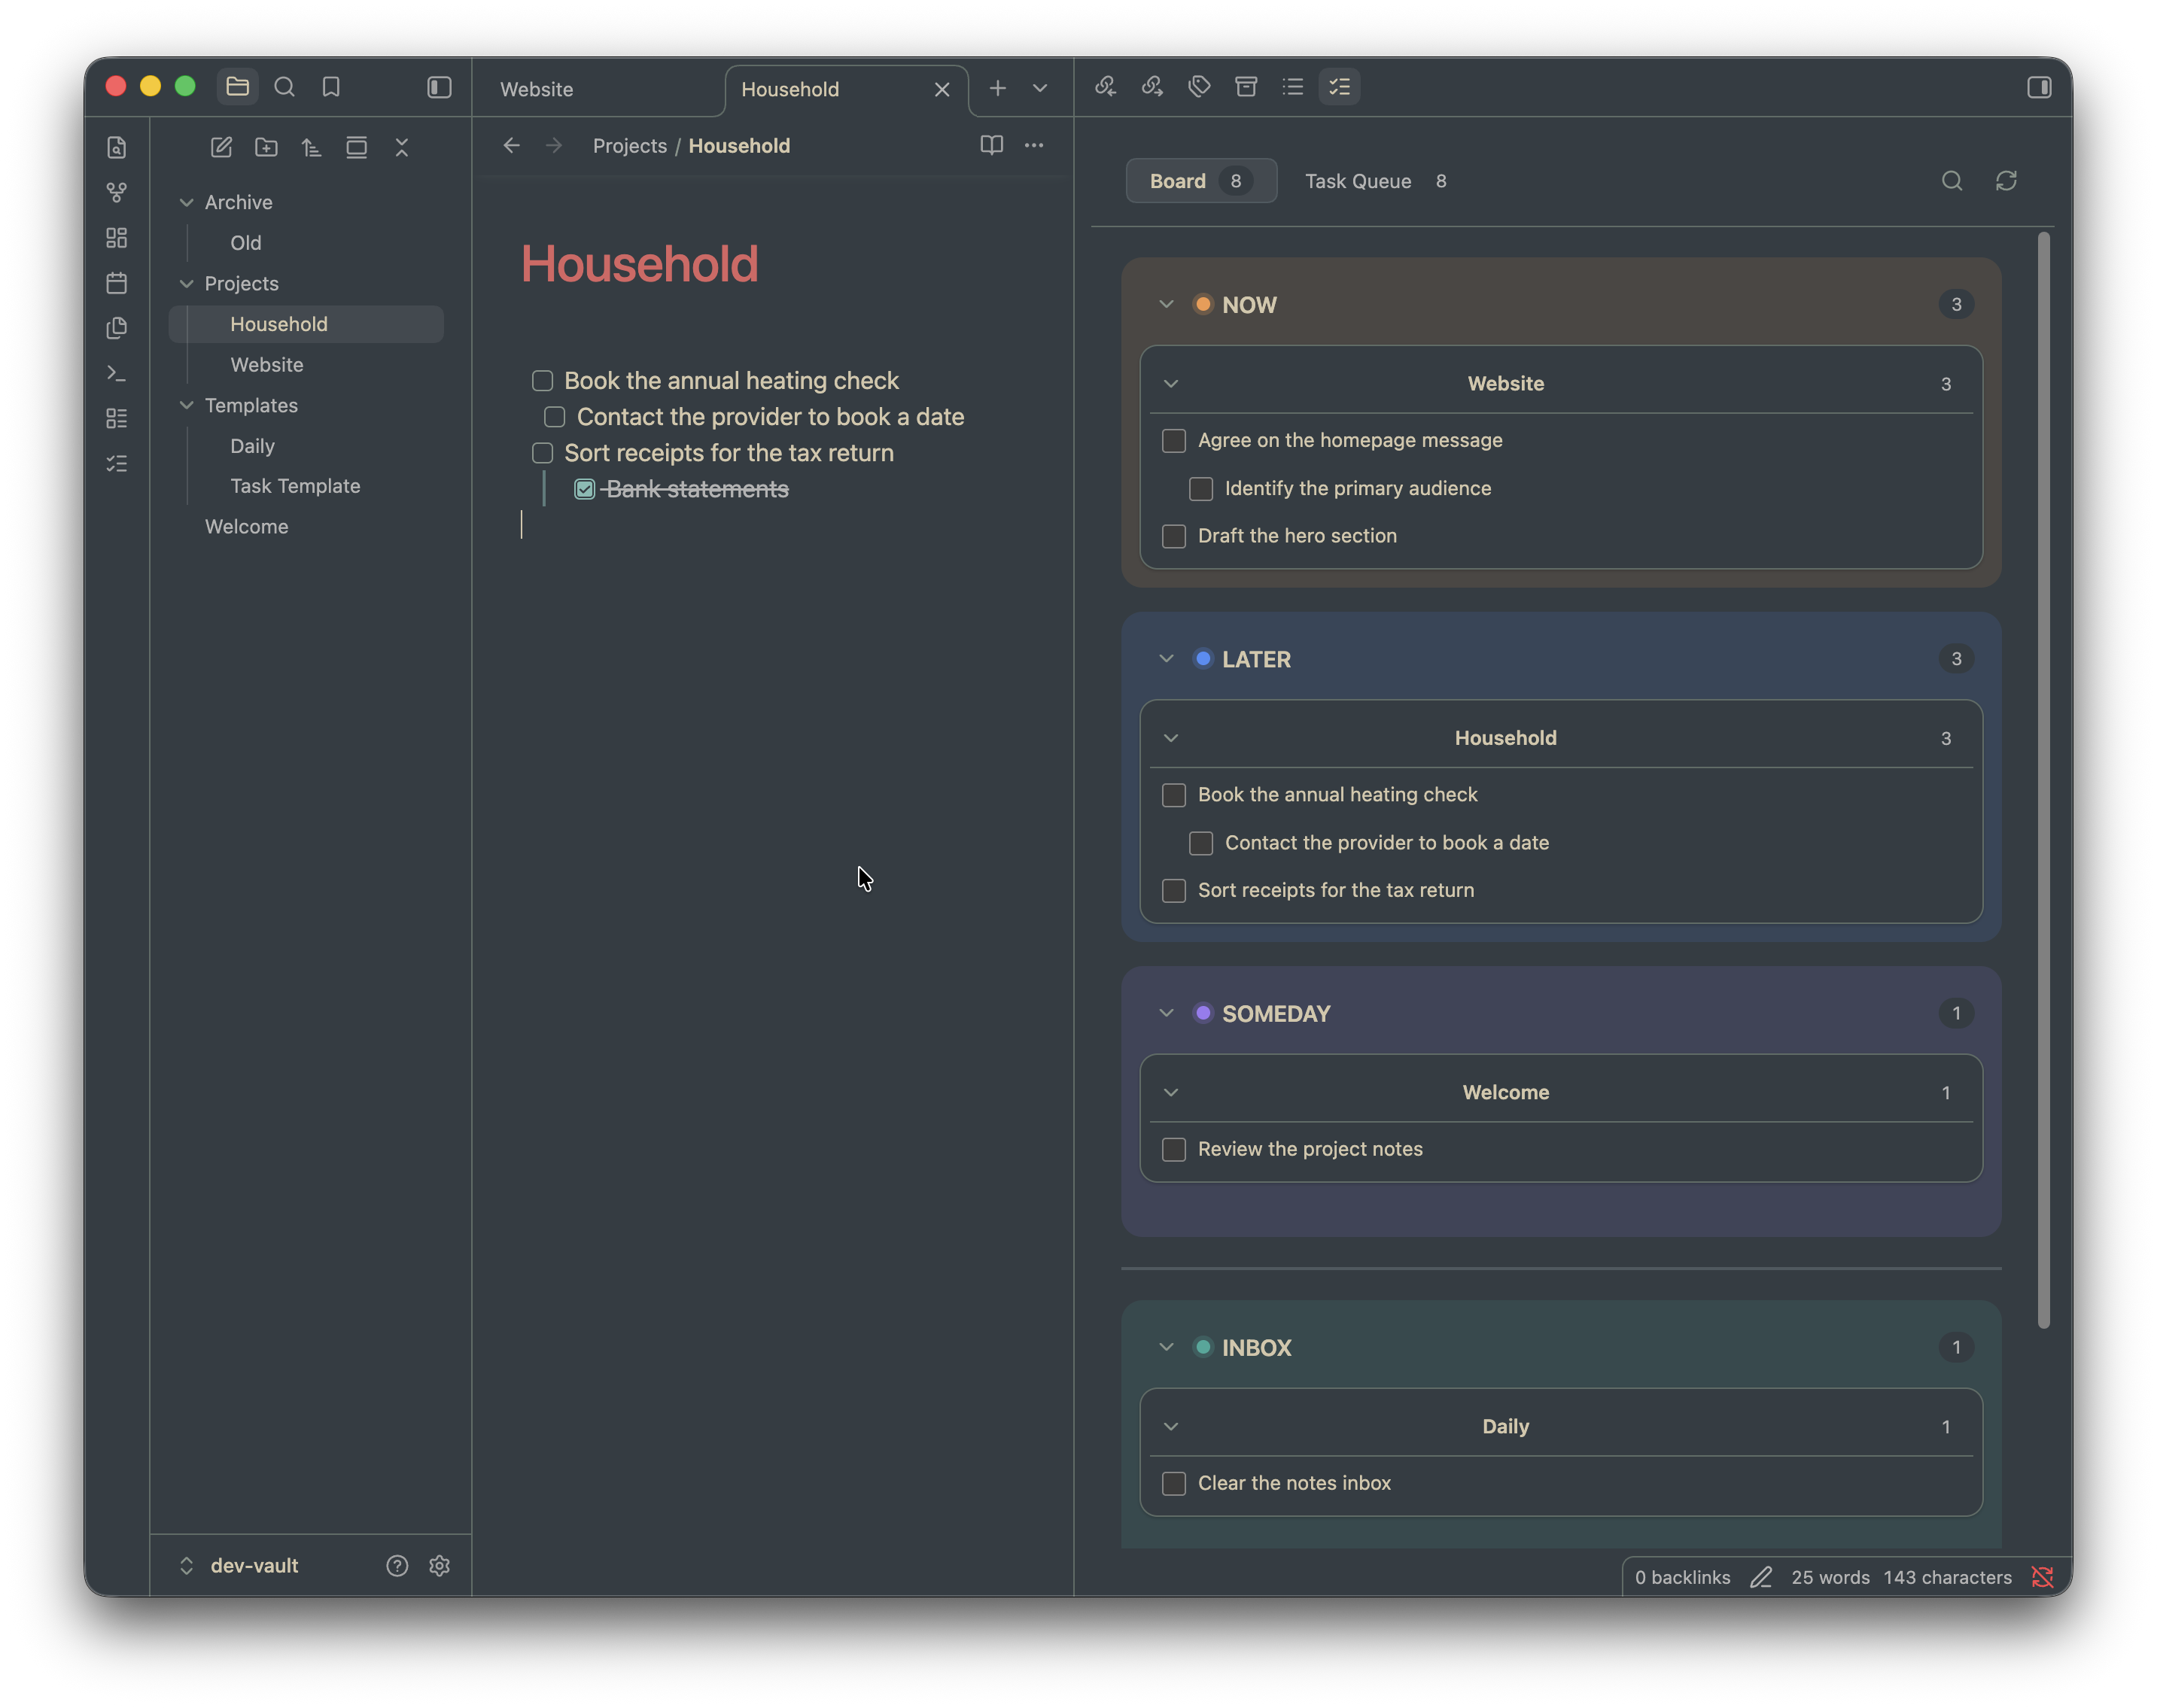 Website
Household
Projects / Household
Archive
Old
Projects
Household
Website
Templates
Daily
Task Template
Welcome
dev-vault
Household
Book the annual heating check
Contact the provider to book a date
Sort receipts for the tax return
Bank statements
Board 8
Task Queue 8
NOW 3
Website 3
Agree on the homepage message
Identify the primary audience
Draft the hero section
LATER 3
Household 3
Book the annual heating check
Contact the provider to book a date
Sort receipts for the tax return
SOMEDAY 1
Welcome 1
Review the project notes
INBOX 1
Daily 1
Clear the notes inbox
0 backlinks 25 words 143 characters